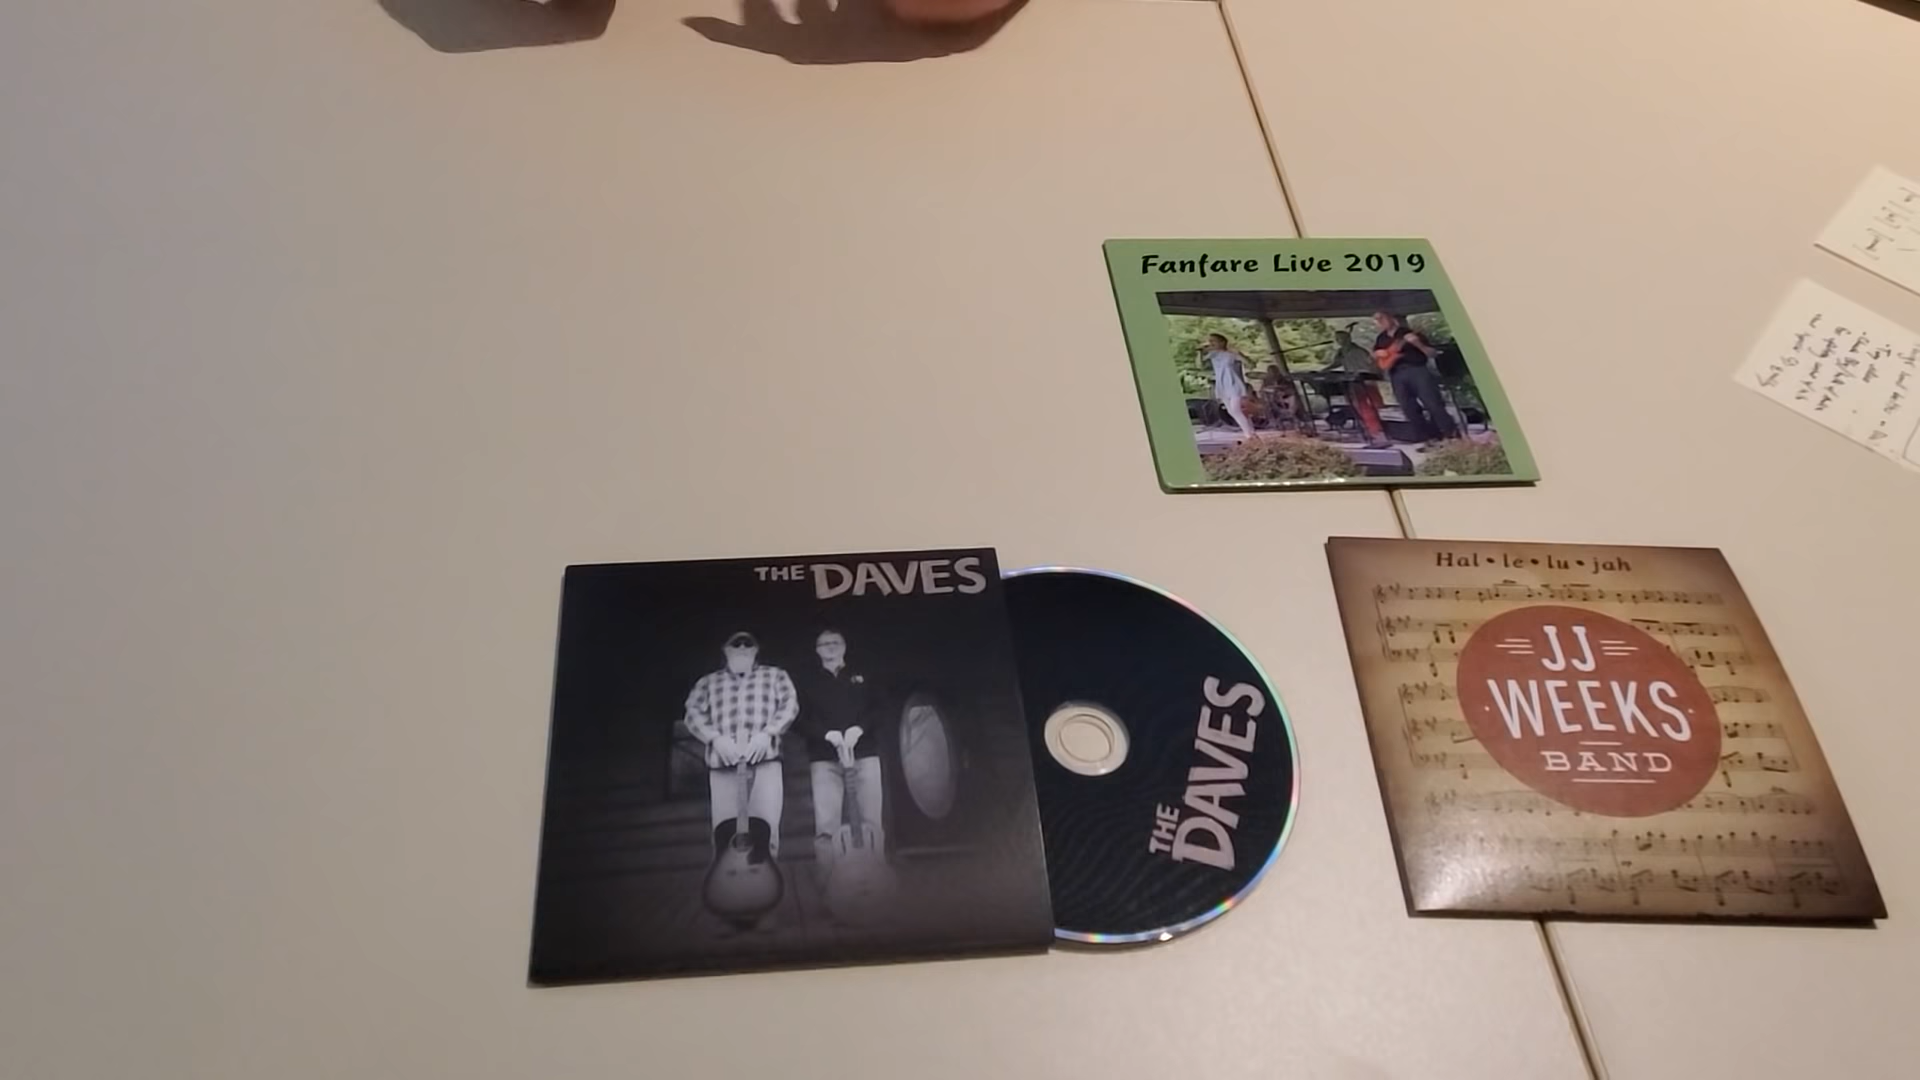 Fanfare Live 2019
THE DAVES
THE
DAVES
Hal•le•lu•jah
JJ
WEEKS
BAND